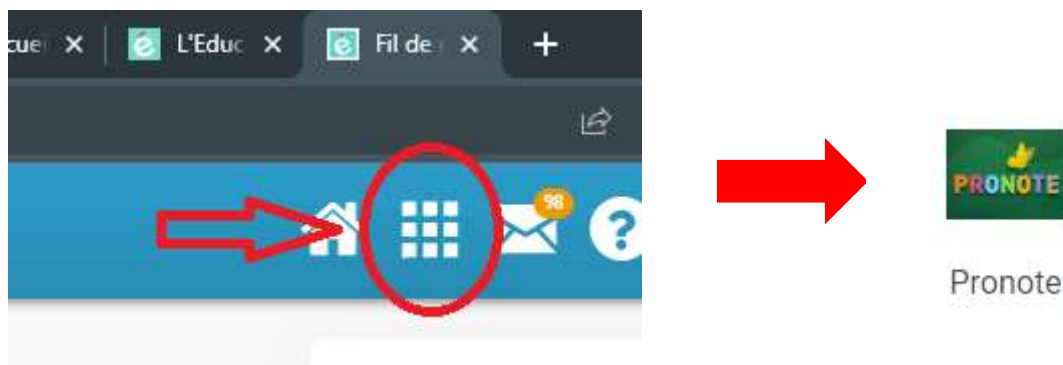 cuei
L'Educ
Fil de
98
?
PRONOTE
Pronote